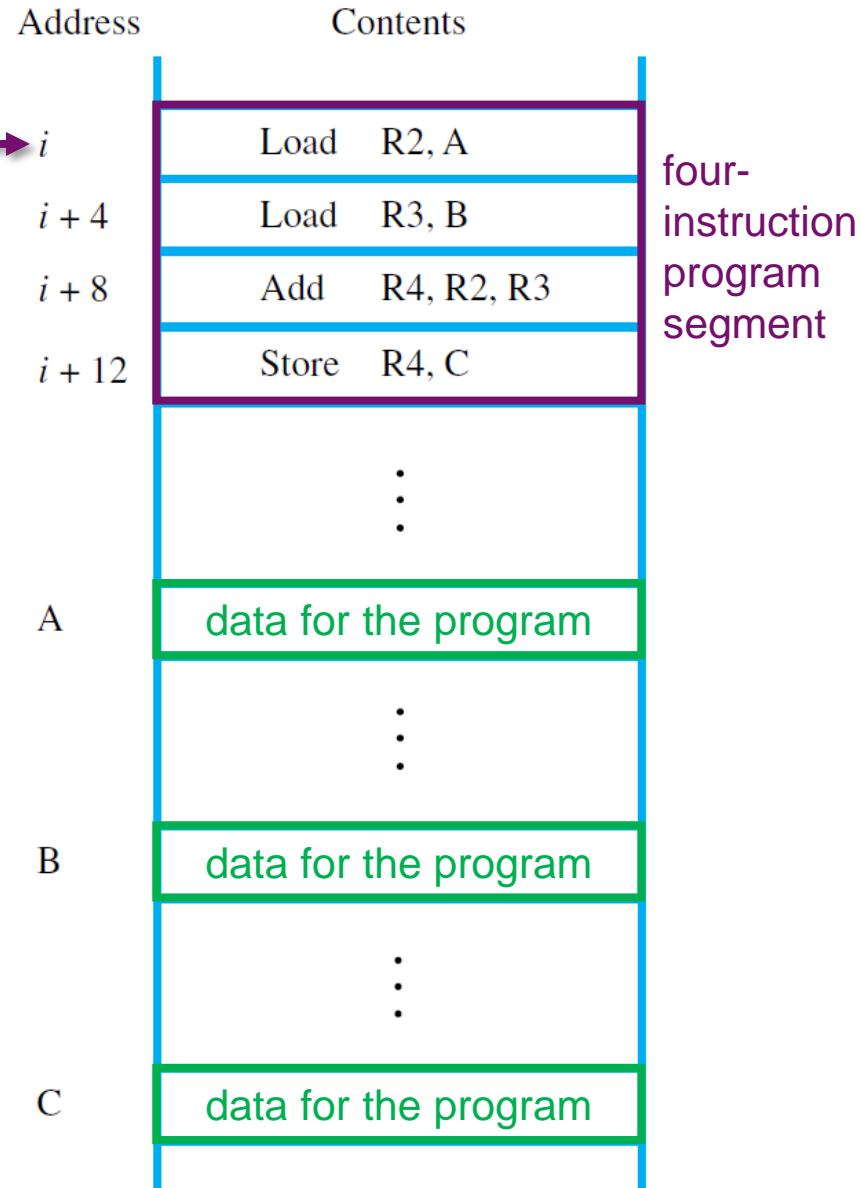 Address Contents
i Load R2, A
i + 4 Load R3, B
i + 8 Add R4, R2, R3
i + 12 Store R4, C
four-
instruction
program
segment
A data for the program
B data for the program
C data for the program